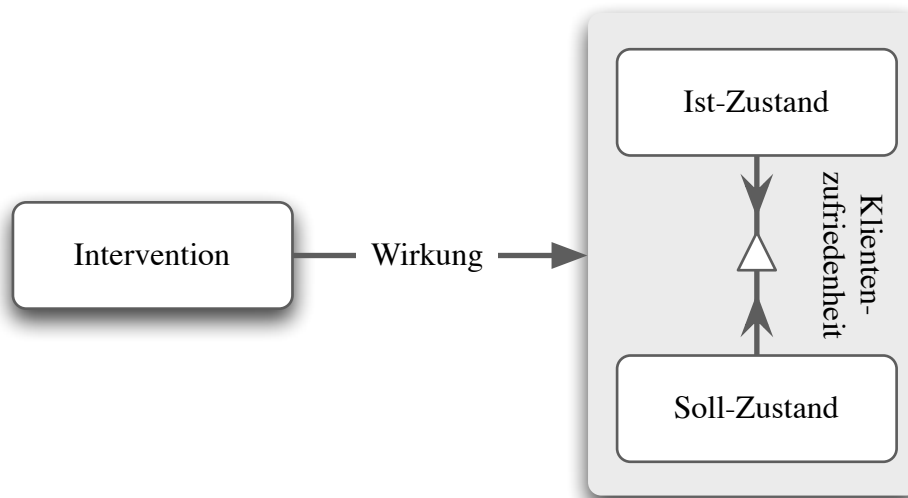 Ist-Zustand
Intervention
Wirkung
Klienten-
zufriedenheit
Soll-Zustand